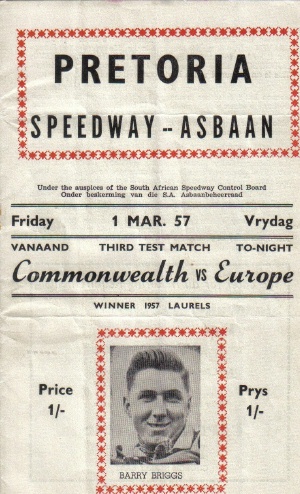 PRETORIA
SPEEDWAY -- ASBAAN
Under the auspices of the South African Speedway Control Board
Onder beskerming van die S.A. Asbaanbeheerraad
Friday 1 MAR. 57 Vrydag
VANAAND THIRD TEST MATCH TO-NIGHT
Commonwealth vs Europe
WINNER 1957 LAURELS
Price 1/-
Prys 1/-
BARRY BRIGGS